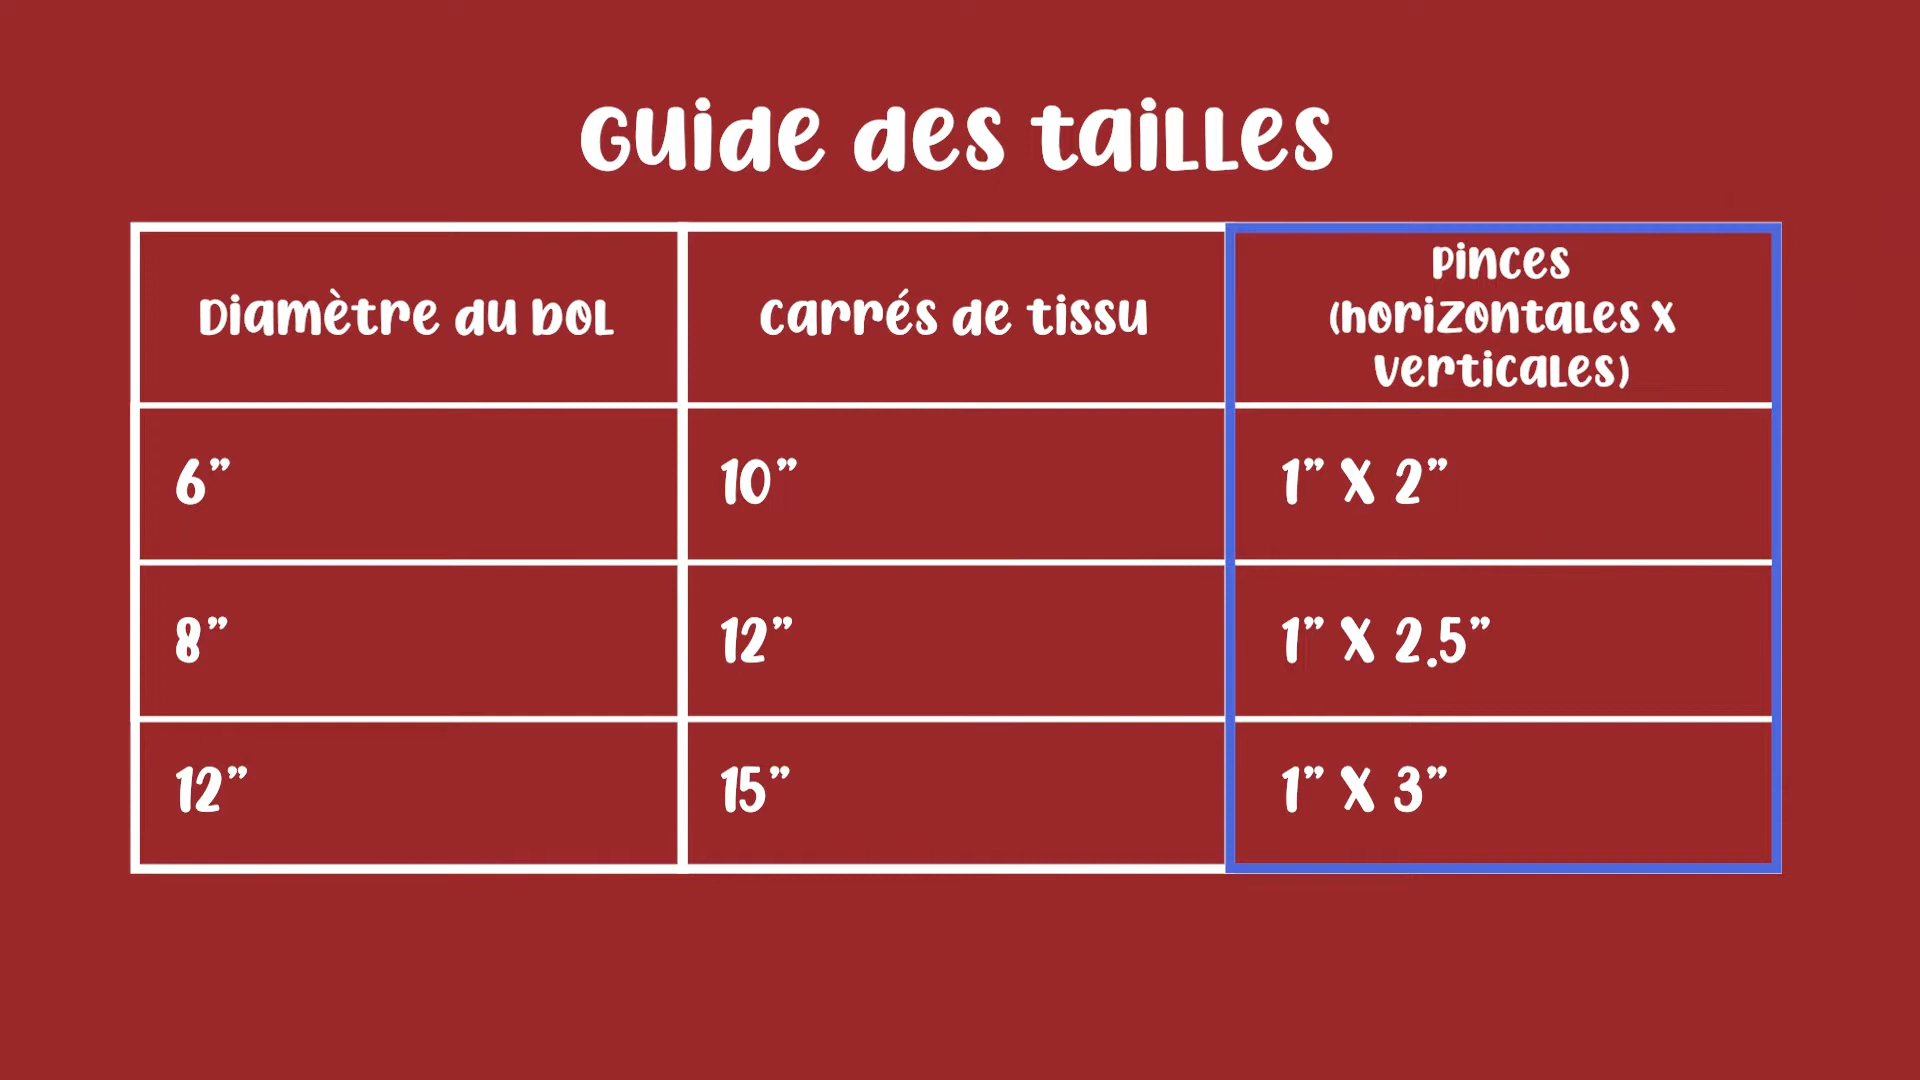 Guide des tailles
Diamètre du bol
Carrés de tissu
Pinces
(horizontales x
verticales)
6”
10”
1” X 2”
8”
12”
1” X 2.5”
12”
15”
1” X 3”